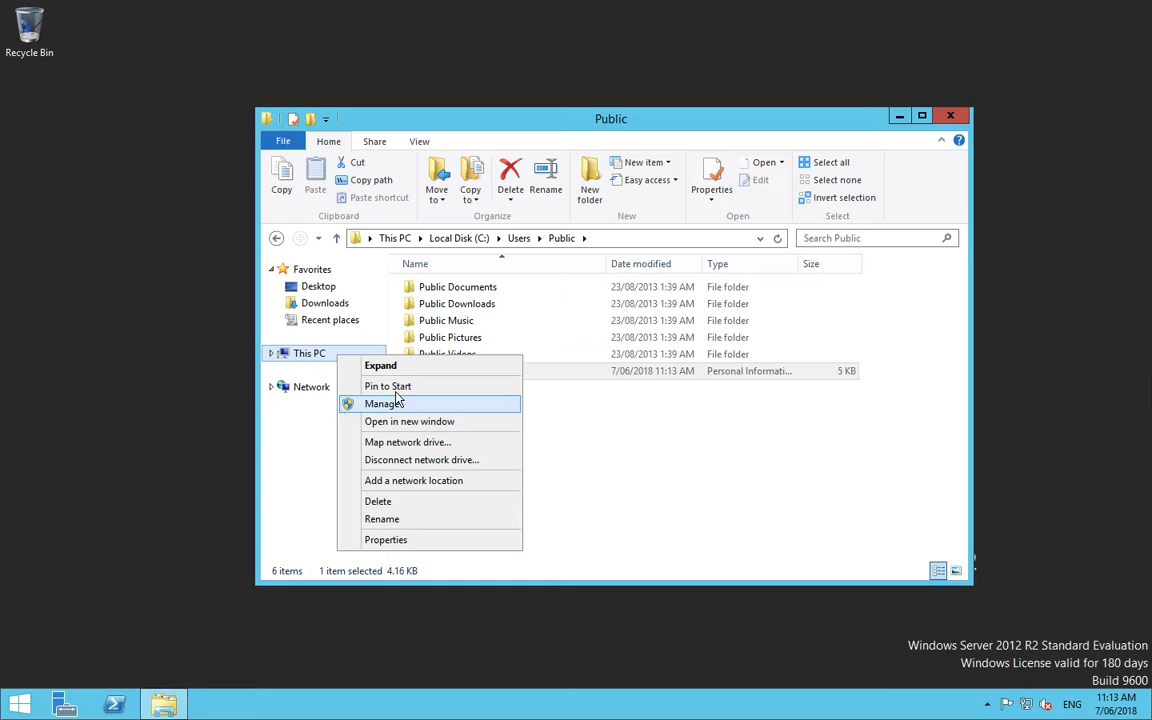 Recycle Bin
Public
File Home Share View
Copy
Paste
Cut
Copy path
Paste shortcut
Clipboard
Move to
Copy to
Delete
Rename
Organize
New folder
New item
Easy access
New
Properties
Open
Edit
Open
Select all
Select none
Invert selection
Select
This PC Local Disk (C:) Users Public
Search Public
Name Date modified Type Size
Favorites
Desktop
Downloads
Recent places
This PC
Network
Public Documents 23/08/2013 1:39 AM File folder
Public Downloads 23/08/2013 1:39 AM File folder
Public Music 23/08/2013 1:39 AM File folder
Public Pictures 23/08/2013 1:39 AM File folder
Public Videos 23/08/2013 1:39 AM File folder
7/06/2018 11:13 AM Personal Informati... 5 KB
Expand
Pin to Start
Manage
Open in new window
Map network drive...
Disconnect network drive...
Add a network location
Delete
Rename
Properties
6 items 1 item selected 4.16 KB
Windows Server 2012 R2 Standard Evaluation
Windows License valid for 180 days
Build 9600
ENG
11:13 AM
7/06/2018